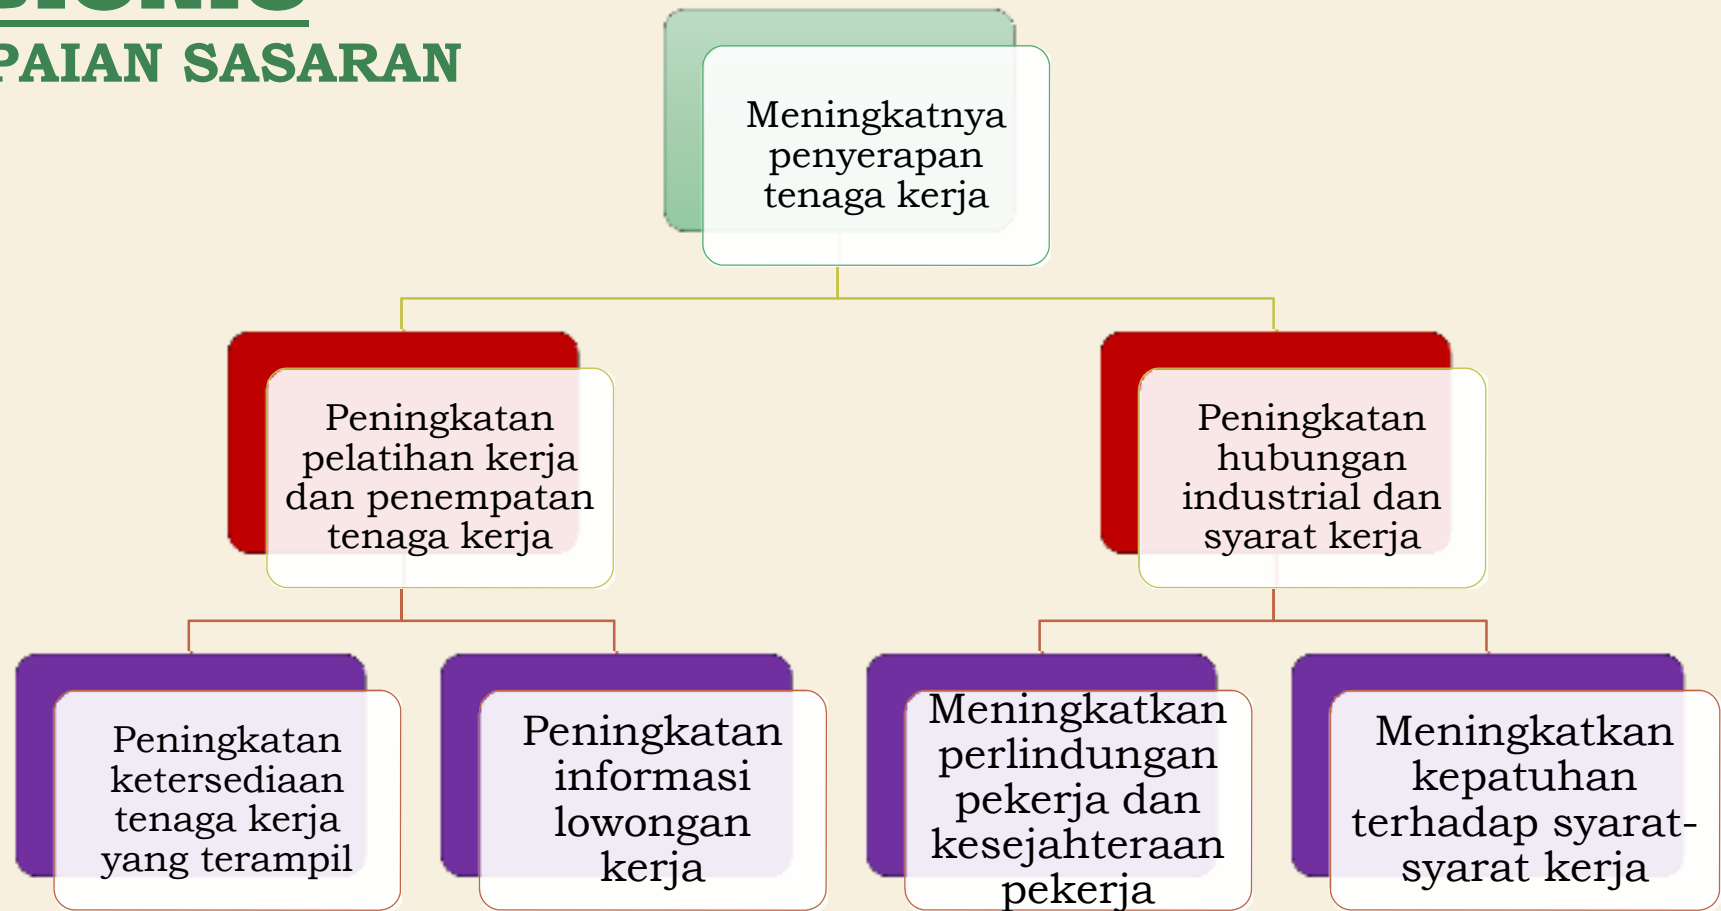 PAIAN SASARAN
Meningkatnya
penyerapan
tenaga kerja
Peningkatan
pelatihan kerja
dan penempatan
tenaga kerja
Peningkatan
hubungan
industrial dan
syarat kerja
Peningkatan
ketersediaan
tenaga kerja
yang terampil
Peningkatan
informasi
lowongan
kerja
Meningkatkan
perlindungan
pekerja dan
kesejahteraan
pekerja
Meningkatkan
kepatuhan
terhadap syarat-
syarat kerja